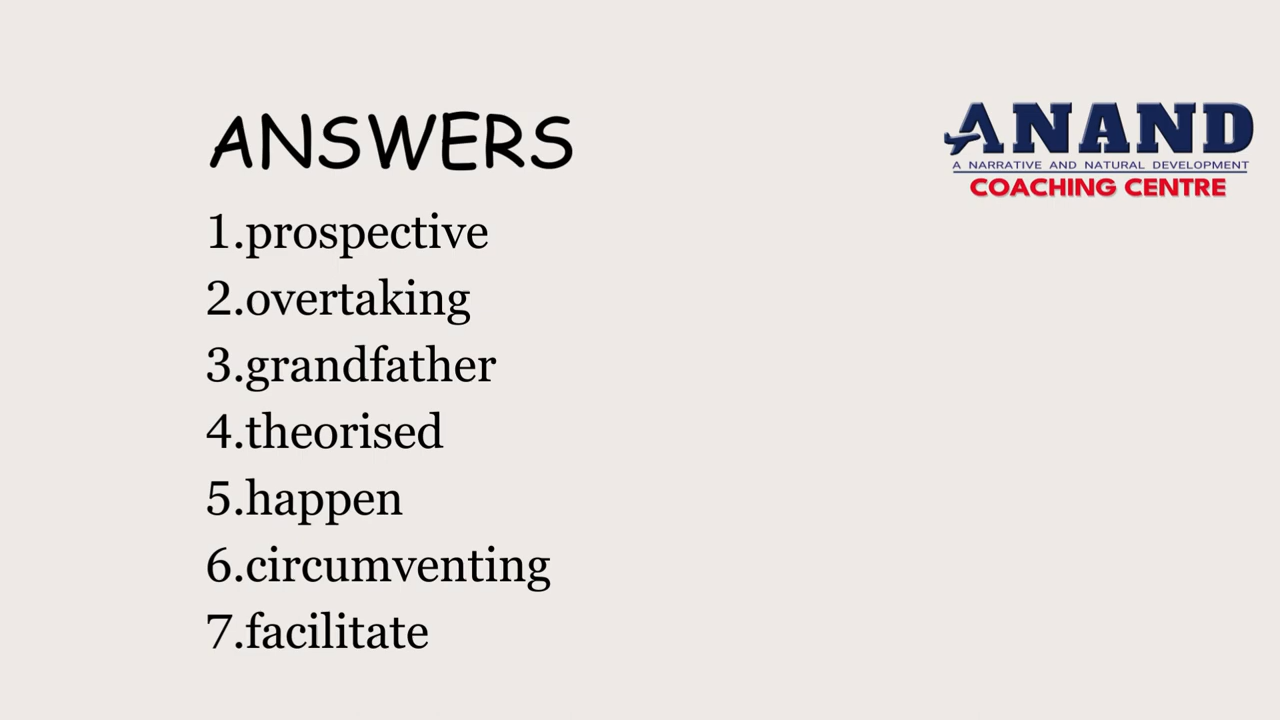 ANSWERS
ANAND
A NARRATIVE AND NATURAL DEVELOPMENT
COACHING CENTRE
1.prospective
2.overtaking
3.grandfather
4.theorised
5.happen
6.circumventing
7.facilitate